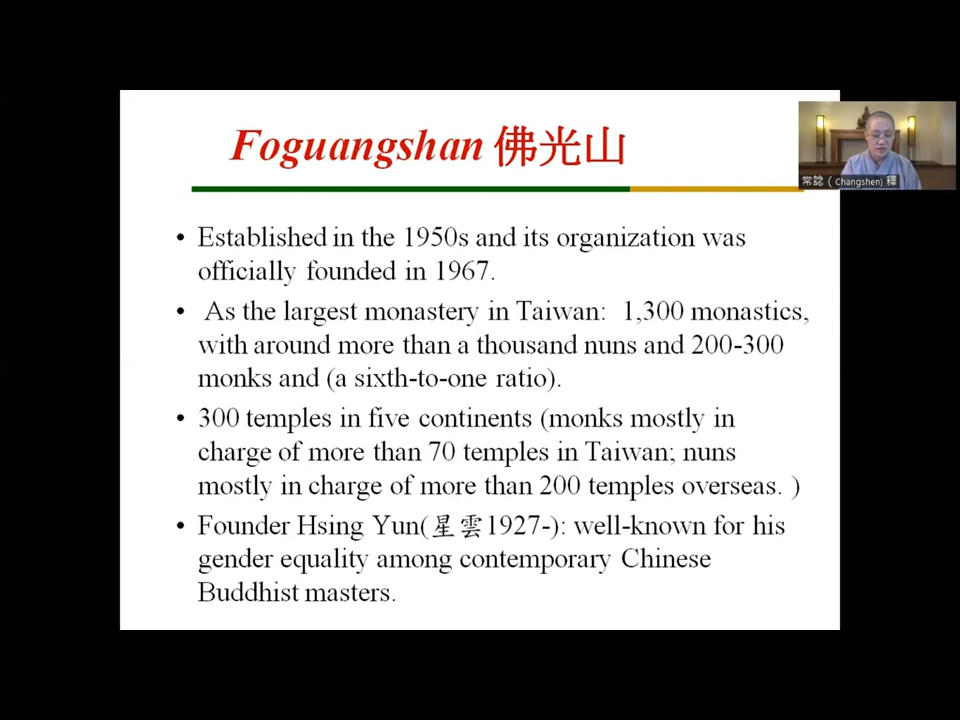 Foguangshan 佛光山
常諗 ( Changshen) 釋
• Established in the 1950s and its organization was
officially founded in 1967.
• As the largest monastery in Taiwan: 1,300 monastics,
with around more than a thousand nuns and 200-300
monks and (a sixth-to-one ratio).
• 300 temples in five continents (monks mostly in
charge of more than 70 temples in Taiwan; nuns
mostly in charge of more than 200 temples overseas. )
• Founder Hsing Yun(星雲1927-): well-known for his
gender equality among contemporary Chinese
Buddhist masters.